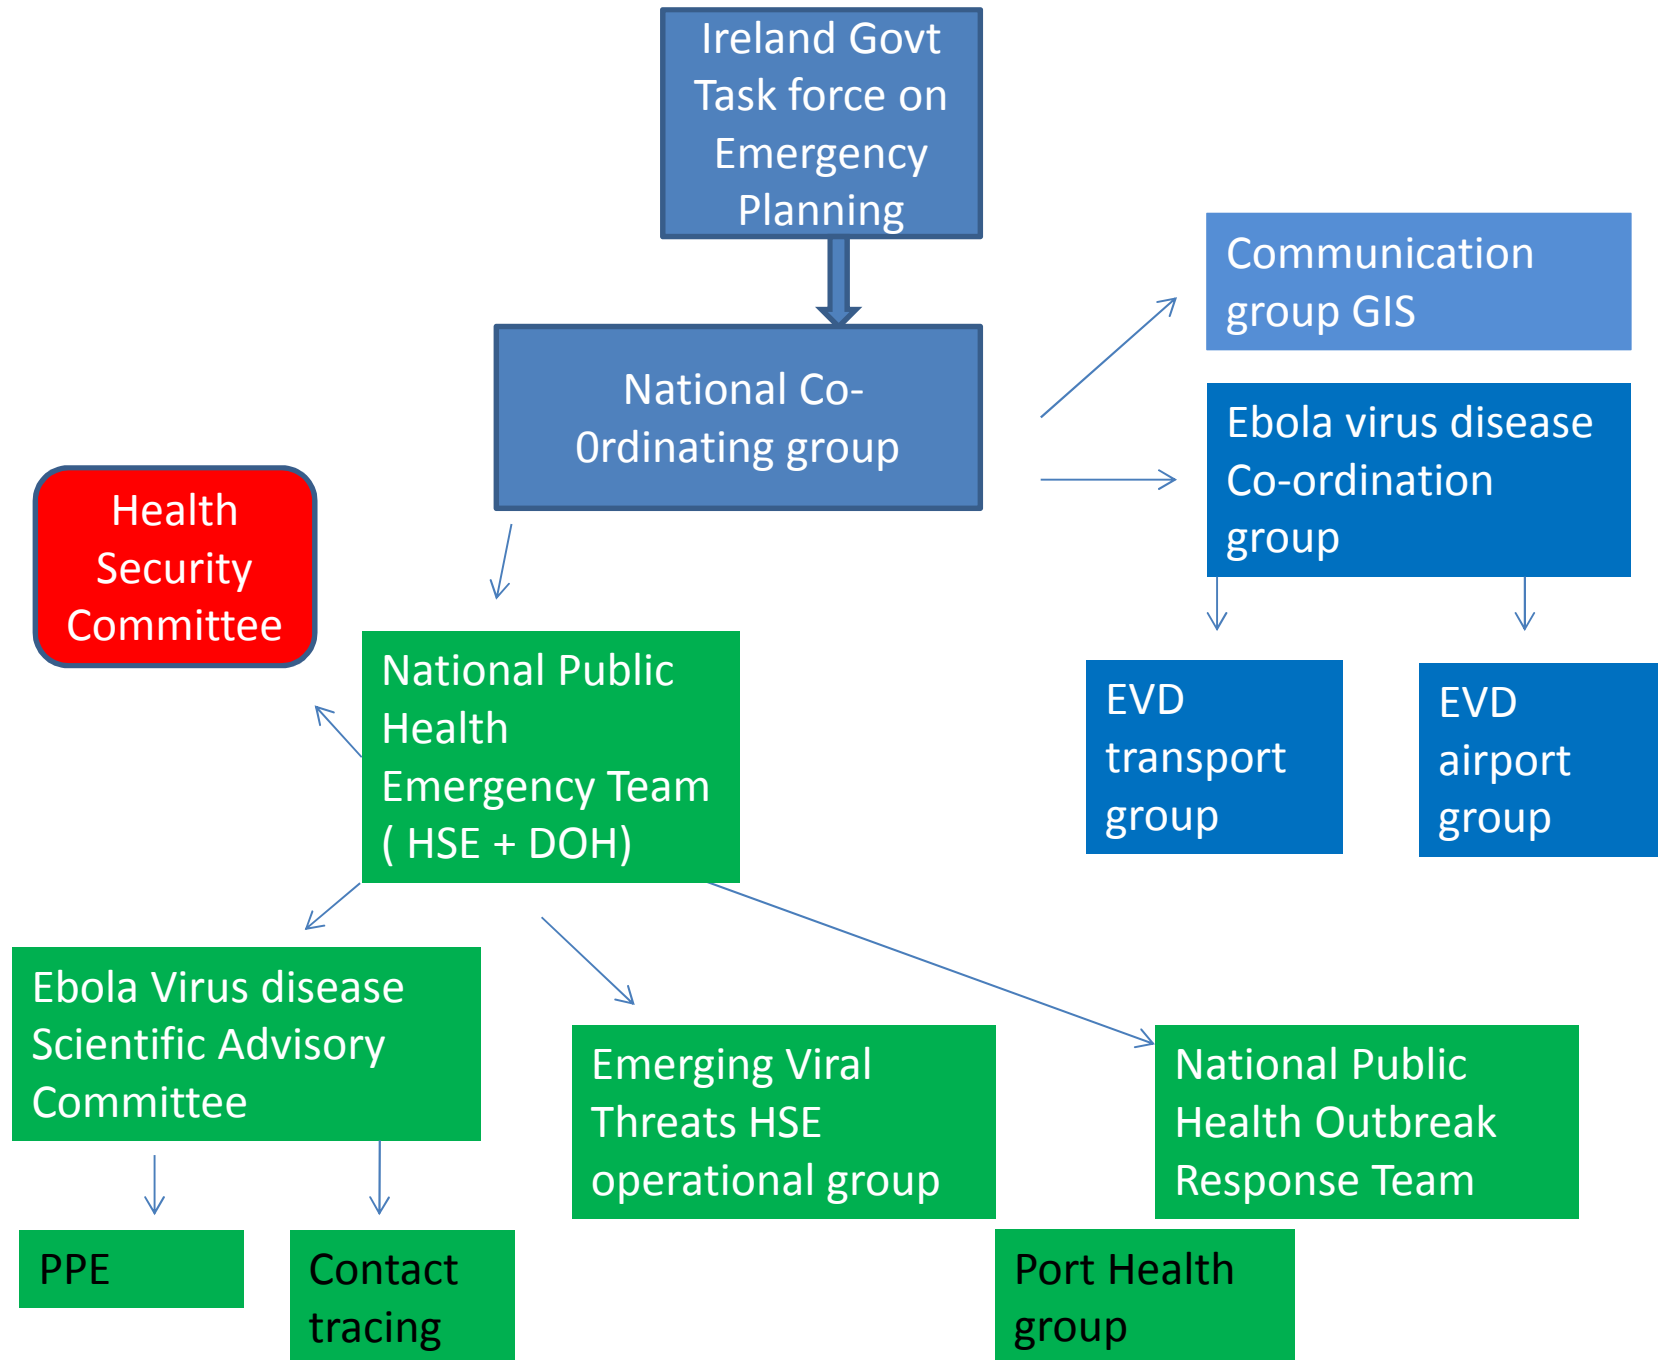 Ireland Govt
Task force on
Emergency
Planning
Communication
group GIS
National Co-
0rdinating group
Ebola virus disease
Co-ordination
group
Health
Security
Committee
National Public
Health
Emergency Team
( HSE + DOH)
EVD
transport
group
EVD
airport
group
Ebola Virus disease
Scientific Advisory
Committee
Emerging Viral
Threats HSE
operational group
National Public
Health Outbreak
Response Team
PPE
Contact
tracing
Port Health
group